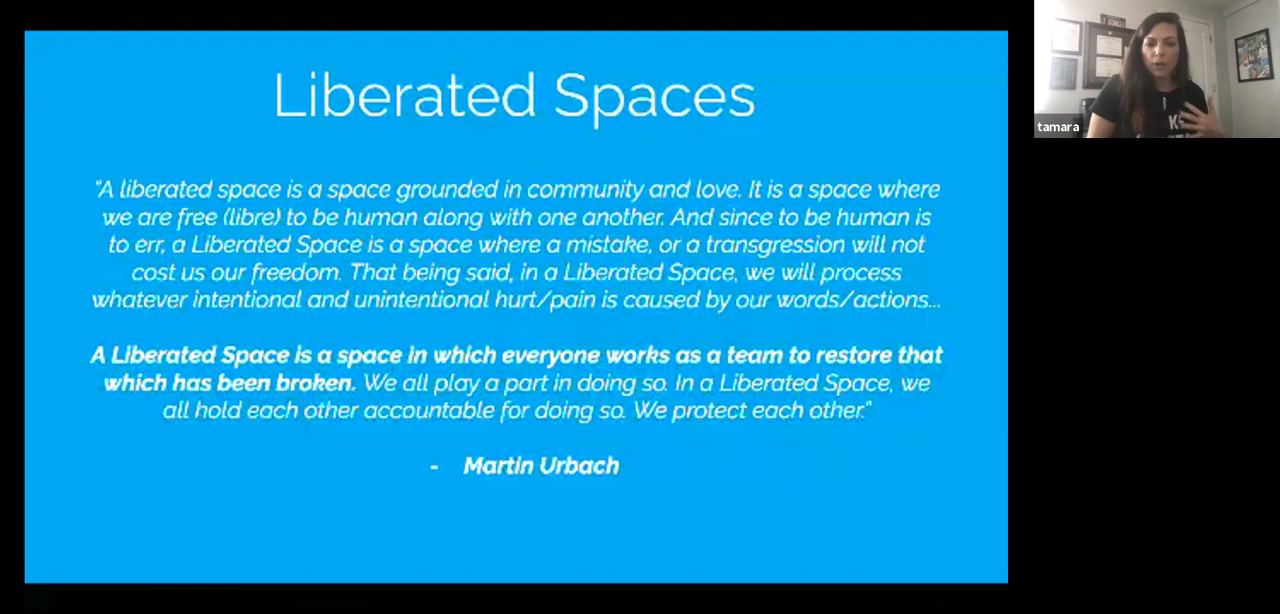 Liberated Spaces
"A liberated space is a space grounded in community and love. It is a space where
we are free (libre) to be human along with one another. And since to be human is
to err, a Liberated Space is a space where a mistake, or a transgression will not
cost us our freedom. That being said, in a Liberated Space, we will process
whatever intentional and unintentional hurt/pain is caused by our words/actions...
A Liberated Space is a space in which everyone works as a team to restore that
which has been broken. We all play a part in doing so. In a Liberated Space, we
all hold each other accountable for doing so. We protect each other."
- Martin Urbach
tamara